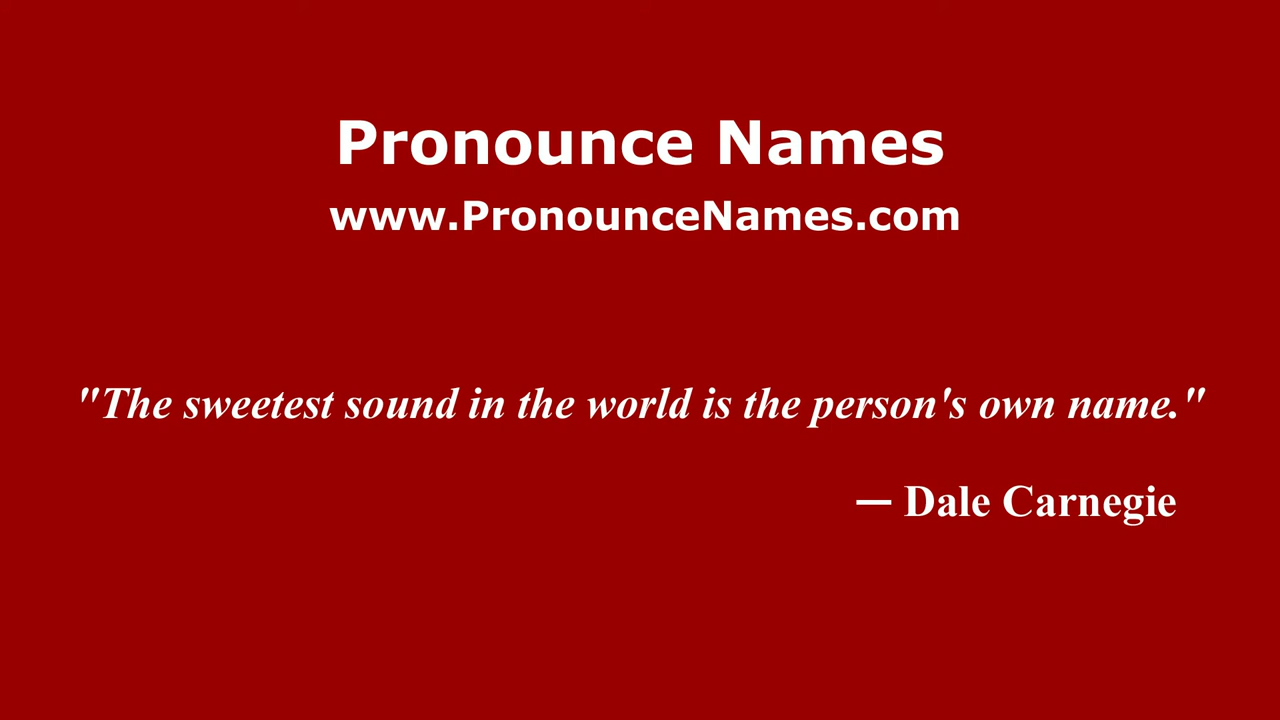 Pronounce Names
www.PronounceNames.com
"The sweetest sound in the world is the person's own name."
— Dale Carnegie